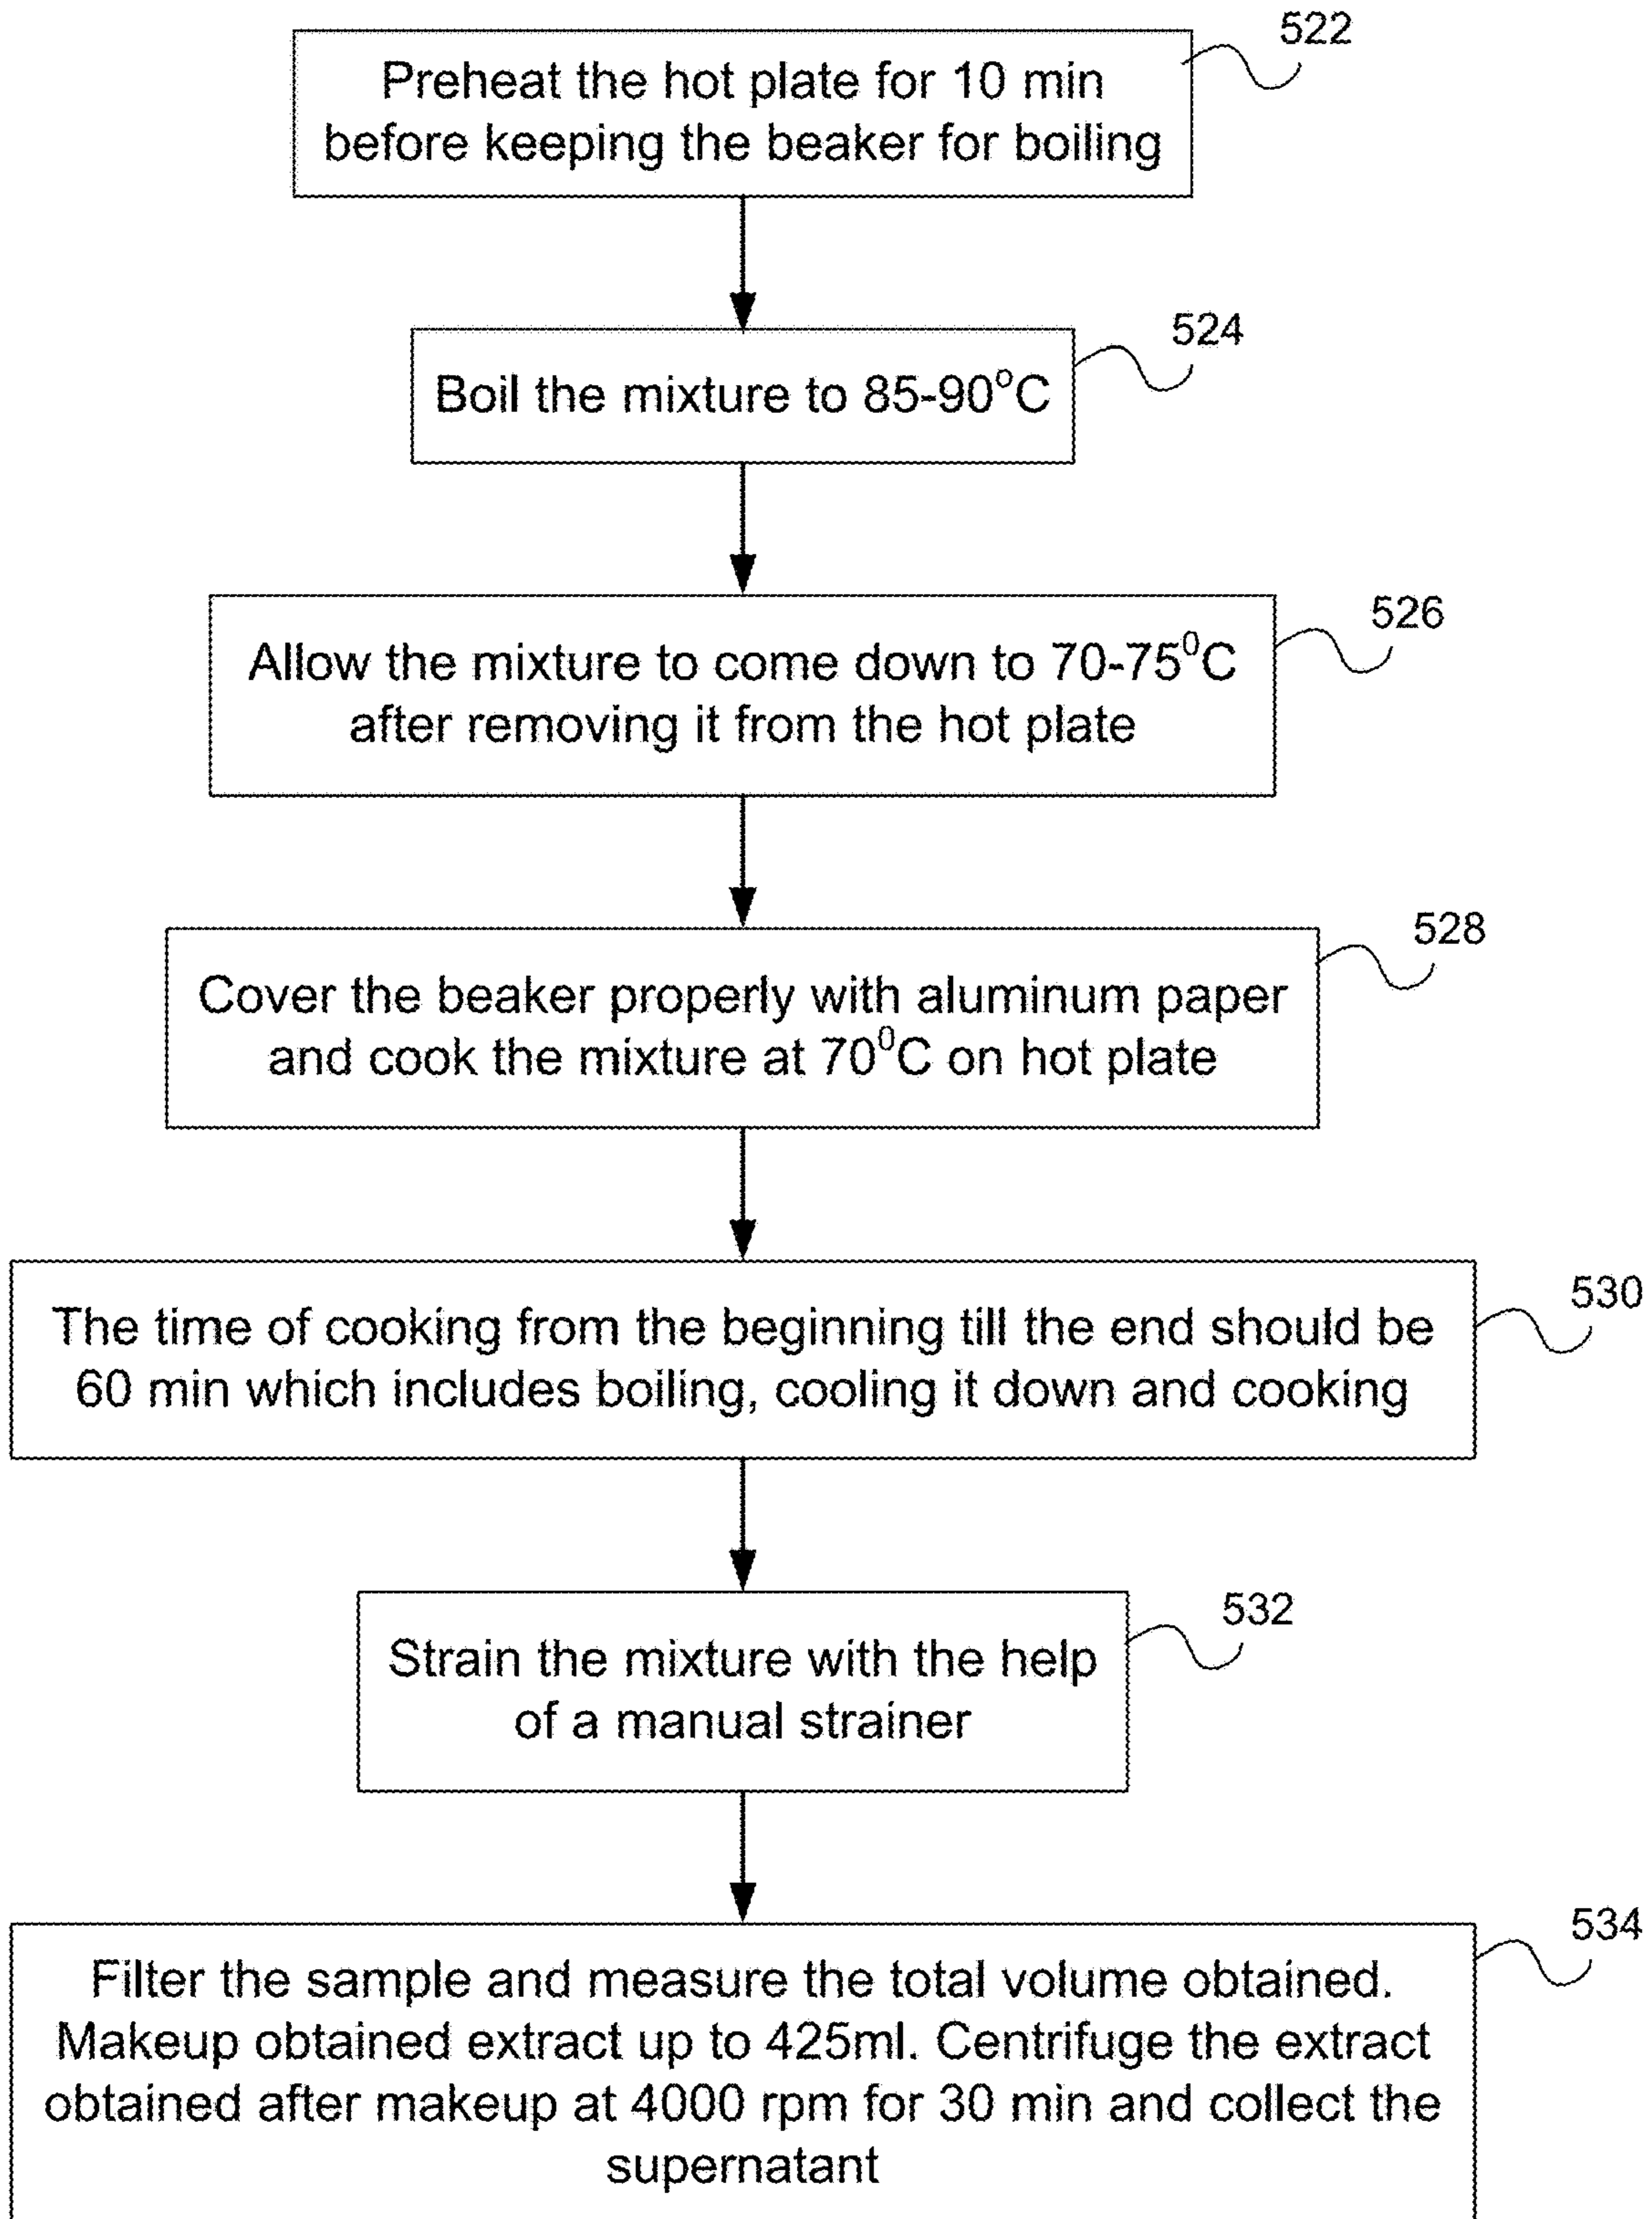 522
Preheat the hot plate for 10 min
before keeping the beaker for boiling
524
Boil the mixture to 85-90°C
526
Allow the mixture to come down to 70-75⁰C
after removing it from the hot plate
528
Cover the beaker properly with aluminum paper
and cook the mixture at 70⁰C on hot plate
530
The time of cooking from the beginning till the end should be
60 min which includes boiling, cooling it down and cooking
532
Strain the mixture with the help
of a manual strainer
534
Filter the sample and measure the total volume obtained.
Makeup obtained extract up to 425ml. Centrifuge the extract
obtained after makeup at 4000 rpm for 30 min and collect the
supernatant